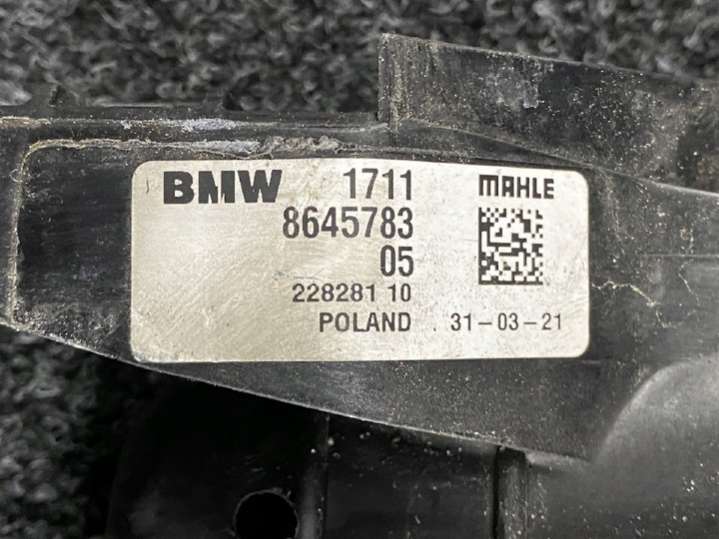 BMW 1711 MAHLE
8645783
05
228281 10
POLAND . 31-03-21